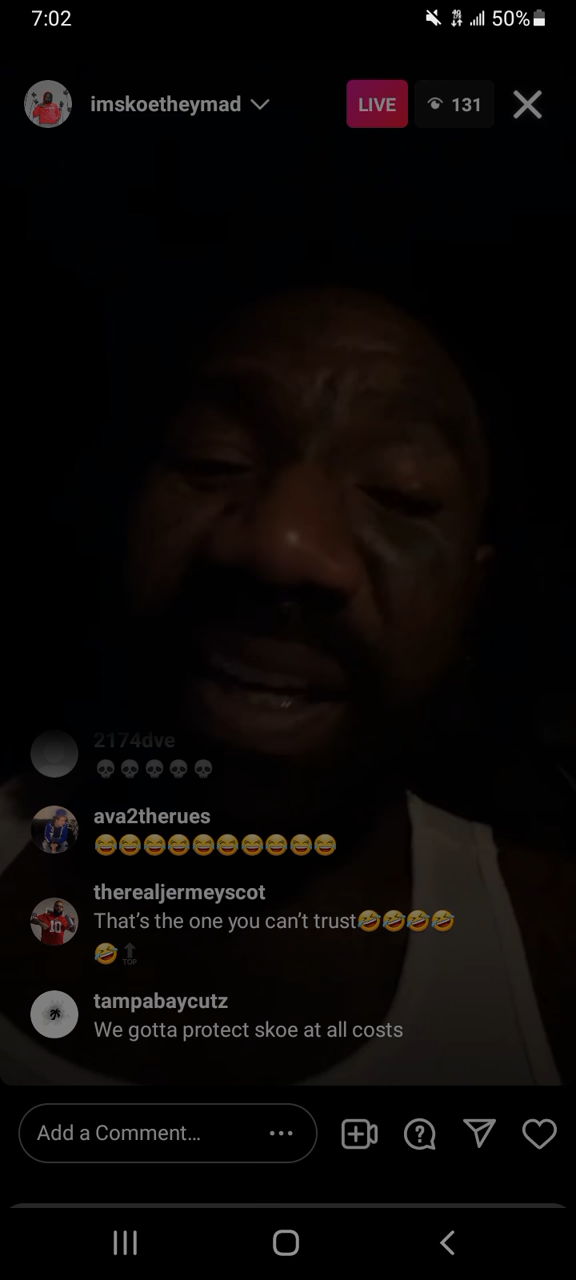 7:02 50%
imskoetheymad LIVE 131
2174dve
💀💀💀💀💀
ava2therues
😂😂😂😂😂😂😂😂😂😂
therealjermeyscot
That’s the one you can’t trust🤣🤣🤣🤣
🤣🔝
tampabaycutz
We gotta protect skoe at all costs
Add a Comment…